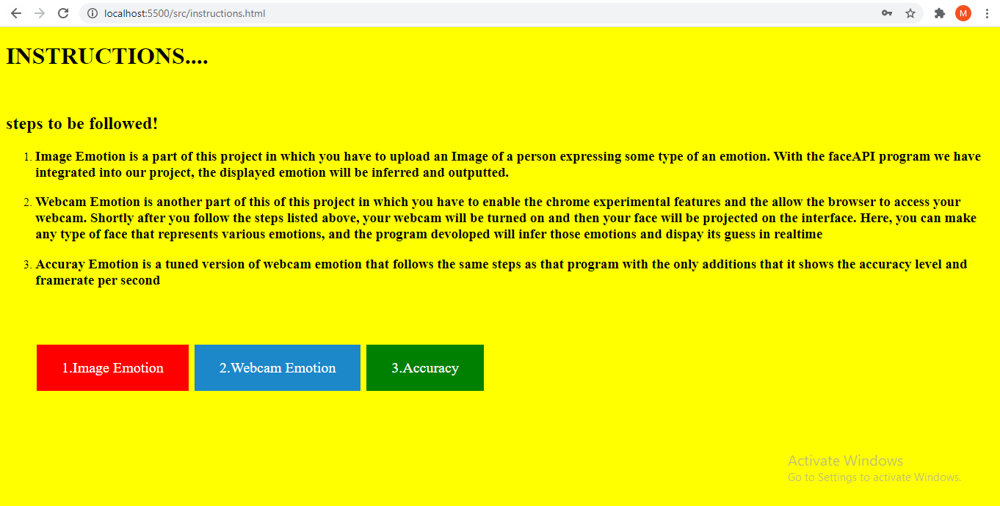 localhost:5500/src/instructions.html
M
INSTRUCTIONS....
steps to be followed!
1. Image Emotion is a part of this project in which you have to upload an Image of a person expressing some type of an emotion. With the faceAPI program we have
integrated into our project, the displayed emotion will be inferred and outputted.
2. Webcam Emotion is another part of this of this project in which you have to enable the chrome experimental features and the allow the browser to access your
webcam. Shortly after you follow the steps listed above, your webcam will be turned on and then your face will be projected on the interface. Here, you can make
any type of face that represents various emotions, and the program devoloped will infer those emotions and dispay its guess in realtime
3. Accuray Emotion is a tuned version of webcam emotion that follows the same steps as that program with the only additions that it shows the accuracy level and
framerate per second
1.Image Emotion 2.Webcam Emotion 3.Accuracy
Activate Windows
Go to Settings to activate Windows.